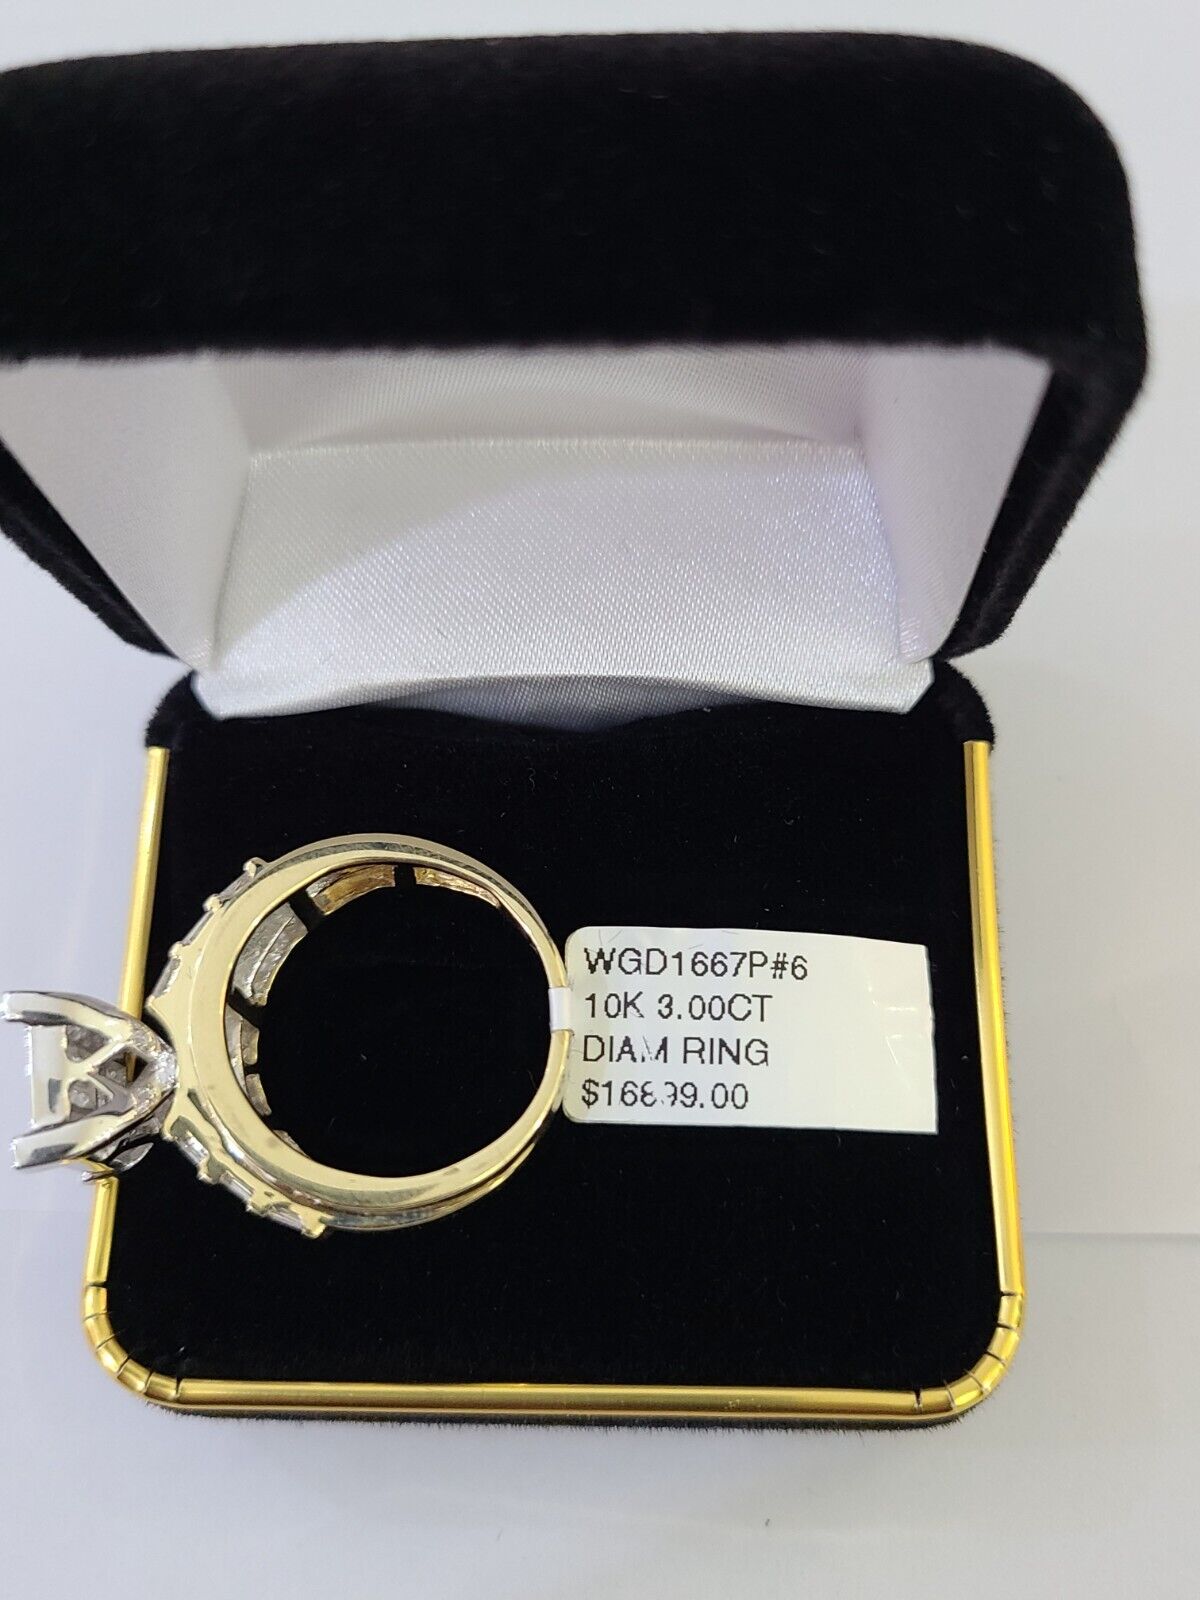 WGD1667P#6
10K 3.00CT
DIAM RING
$16899.00